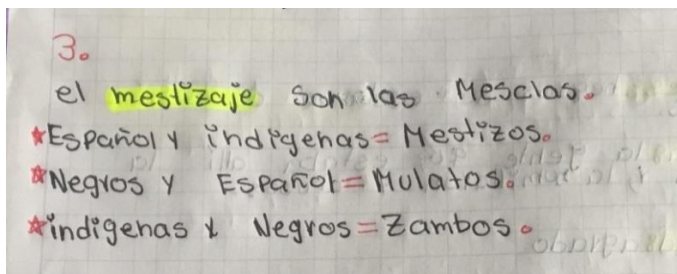 3.
el mestizaje son las Mesclas.
*Español y indigenas = Mestizos.
*Negros y Español = Mulatos.
*indigenas y Negros = Zambos.